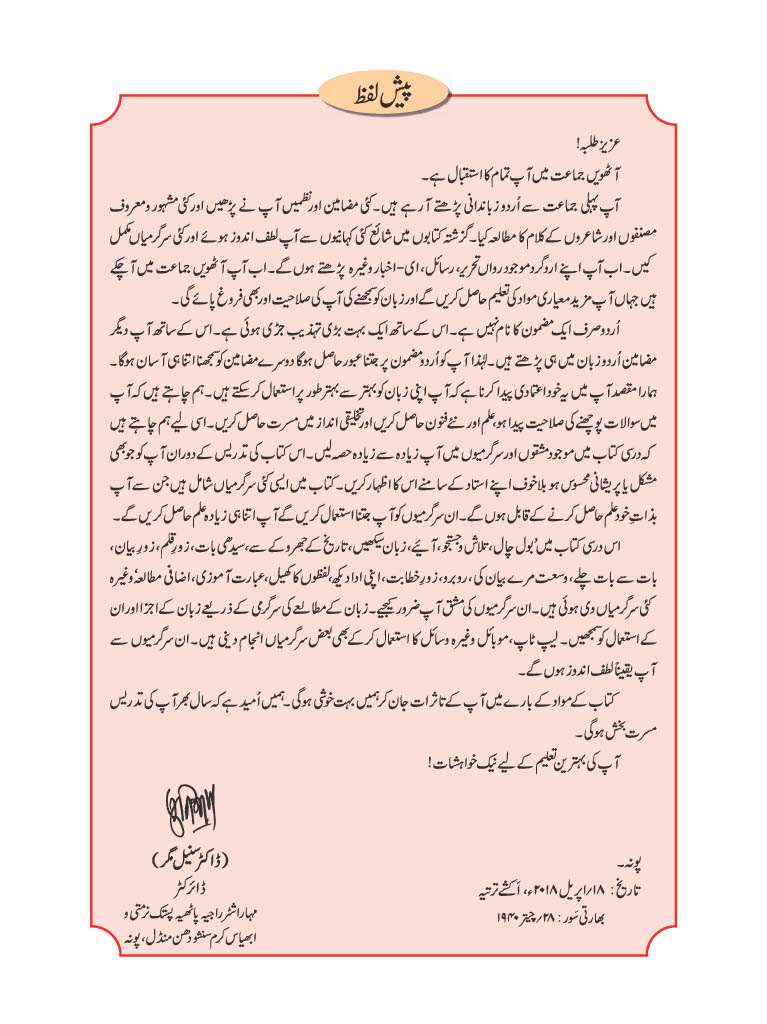 پیش لفظ
عزیز طلبہ!
آٹھویں جماعت میں آپ تمام کا استقبال ہے۔
آپ پہلی جماعت سے اُردو زباندانی پڑھتے آرہے ہیں۔ کئی مضامین اور نظمیں آپ نے پڑھیں اور کئی مشہور و معروف
مصنفوں اور شاعروں کے کلام کا مطالعہ کیا۔ گزشتہ کتابوں میں شائع کئی کہانیوں سے آپ لطف اندوز ہوئے اور کئی سرگرمیاں مکمل
کیں۔ اب آپ اپنے اردگرد موجود رواں تحریر، رسائل، ای-اخبار وغیرہ پڑھتے ہوں گے۔ اب آپ آٹھویں جماعت میں آچکے
ہیں جہاں آپ مزید معیاری مواد کی تعلیم حاصل کریں گے اور زبان کو سمجھنے کی آپ کی صلاحیت اور بھی فروغ پائے گی۔
اُردو صرف ایک مضمون کا نام نہیں ہے۔ اس کے ساتھ ایک بہت بڑی تہذیب جڑی ہوئی ہے۔ اس کے ساتھ آپ دیگر
مضامین اُردو زبان میں ہی پڑھتے ہیں۔ لہٰذا آپ کو اُردو مضمون پر جتنا عبور حاصل ہوگا دوسرے مضامین کو سمجھنا اتنا ہی آسان ہوگا۔
ہمارا مقصد آپ میں یہ خود اعتمادی پیدا کرنا ہے کہ آپ اپنی زبان کو بہتر سے بہتر طور پر استعمال کرسکتے ہیں۔ ہم چاہتے ہیں کہ آپ
میں سوالات پوچھنے کی صلاحیت پیدا ہو، علم اور نئے فنون حاصل کریں اور تخلیقی انداز میں مسرت حاصل کریں۔ اسی لیے ہم چاہتے ہیں
کہ درسی کتاب میں موجود مشقوں اور سرگرمیوں میں آپ زیادہ سے زیادہ حصہ لیں۔ اس کتاب کی تدریس کے دوران آپ کو جو بھی
مشکل یا پریشانی محسوس ہو بلاخوف اپنے استاد کے سامنے اس کا اظہار کریں۔ کتاب میں ایسی کئی سرگرمیاں شامل ہیں جن سے آپ
بذاتِ خود علم حاصل کرنے کے قابل ہوں گے۔ ان سرگرمیوں کو آپ جتنا استعمال کریں گے آپ اتنا ہی زیادہ علم حاصل کریں گے۔
اس درسی کتاب میں 'بول چال، تلاش و جستجو، آئیے، زبان سیکھیں، تاریخ کے جھروکے سے، سیدھی بات، زورِ قلم، زورِ بیان،
بات سے بات چلے، وسعت مرے بیان کی، روبرو، زورِ خطابت، اپنی ادا دیکھ، لفظوں کا کھیل، عبارت آموزی، اضافی مطالعہ' وغیرہ
کئی سرگرمیاں دی ہوئی ہیں۔ ان سرگرمیوں کی مشق آپ ضرور کیجیے۔ زبان کے مطالعے کی سرگرمی کے ذریعے زبان کے اجزا اور ان
کے استعمال کو سمجھیں۔ لیپ ٹاپ، موبائل وغیرہ وسائل کا استعمال کرکے بھی بعض سرگرمیاں انجام دینی ہیں۔ ان سرگرمیوں سے
آپ یقیناً لطف اندوز ہوں گے۔
کتاب کے مواد کے بارے میں آپ کے تاثرات جان کر ہمیں بہت خوشی ہوگی۔ ہمیں اُمید ہے کہ سال بھر آپ کی تدریس
مسرت بخش ہوگی۔
آپ کی بہترین تعلیم کے لیے نیک خواہشات!
پونہ۔
تاریخ : ۱۸؍اپریل ۲۰۱۸ء، اَکشے ترتیہ
بھارتی سَور : ۲۸؍ چیتر ۱۹۴۰
(ڈاکٹر سنیل مگر)
ڈائرکٹر
مہاراشٹر راجیہ پاٹھیہ پستک نرمتی و
ابھیاس کرم سنشودھن منڈل، پونہ